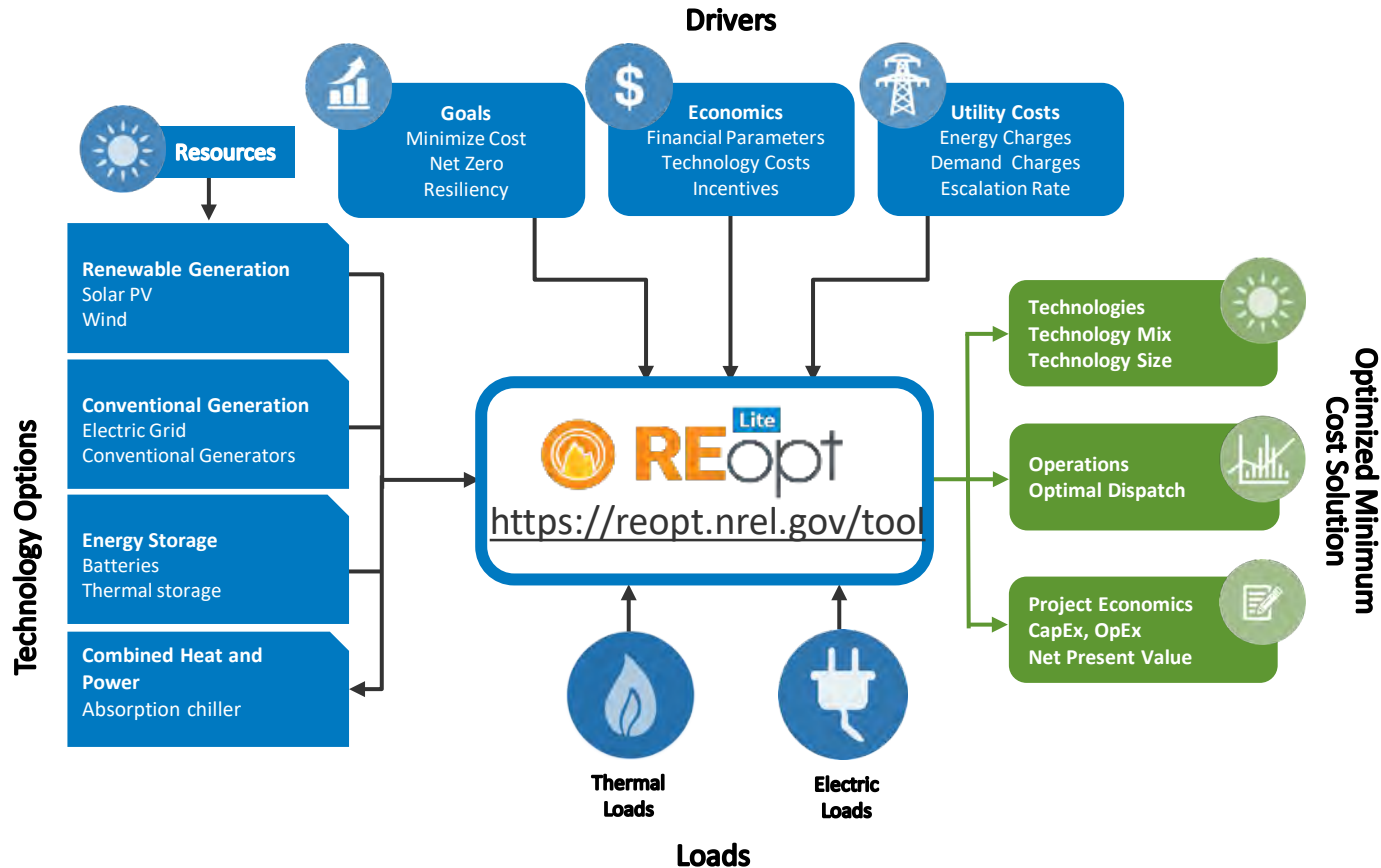 Drivers
Goals
Minimize Cost
Net Zero
Resiliency
$
Economics
Financial Parameters
Technology Costs
Incentives
Utility Costs
Energy Charges
Demand Charges
Escalation Rate
Resources
Technology Options
Renewable Generation
Solar PV
Wind
Conventional Generation
Electric Grid
Conventional Generators
Energy Storage
Batteries
Thermal storage
Combined Heat and
Power
Absorption chiller
Lite
REopt
https://reopt.nrel.gov/tool
Technologies
Technology Mix
Technology Size
Operations
Optimal Dispatch
Project Economics
CapEx, OpEx
Net Present Value
Optimized Minimum
Cost Solution
Thermal
Loads
Electric
Loads
Loads